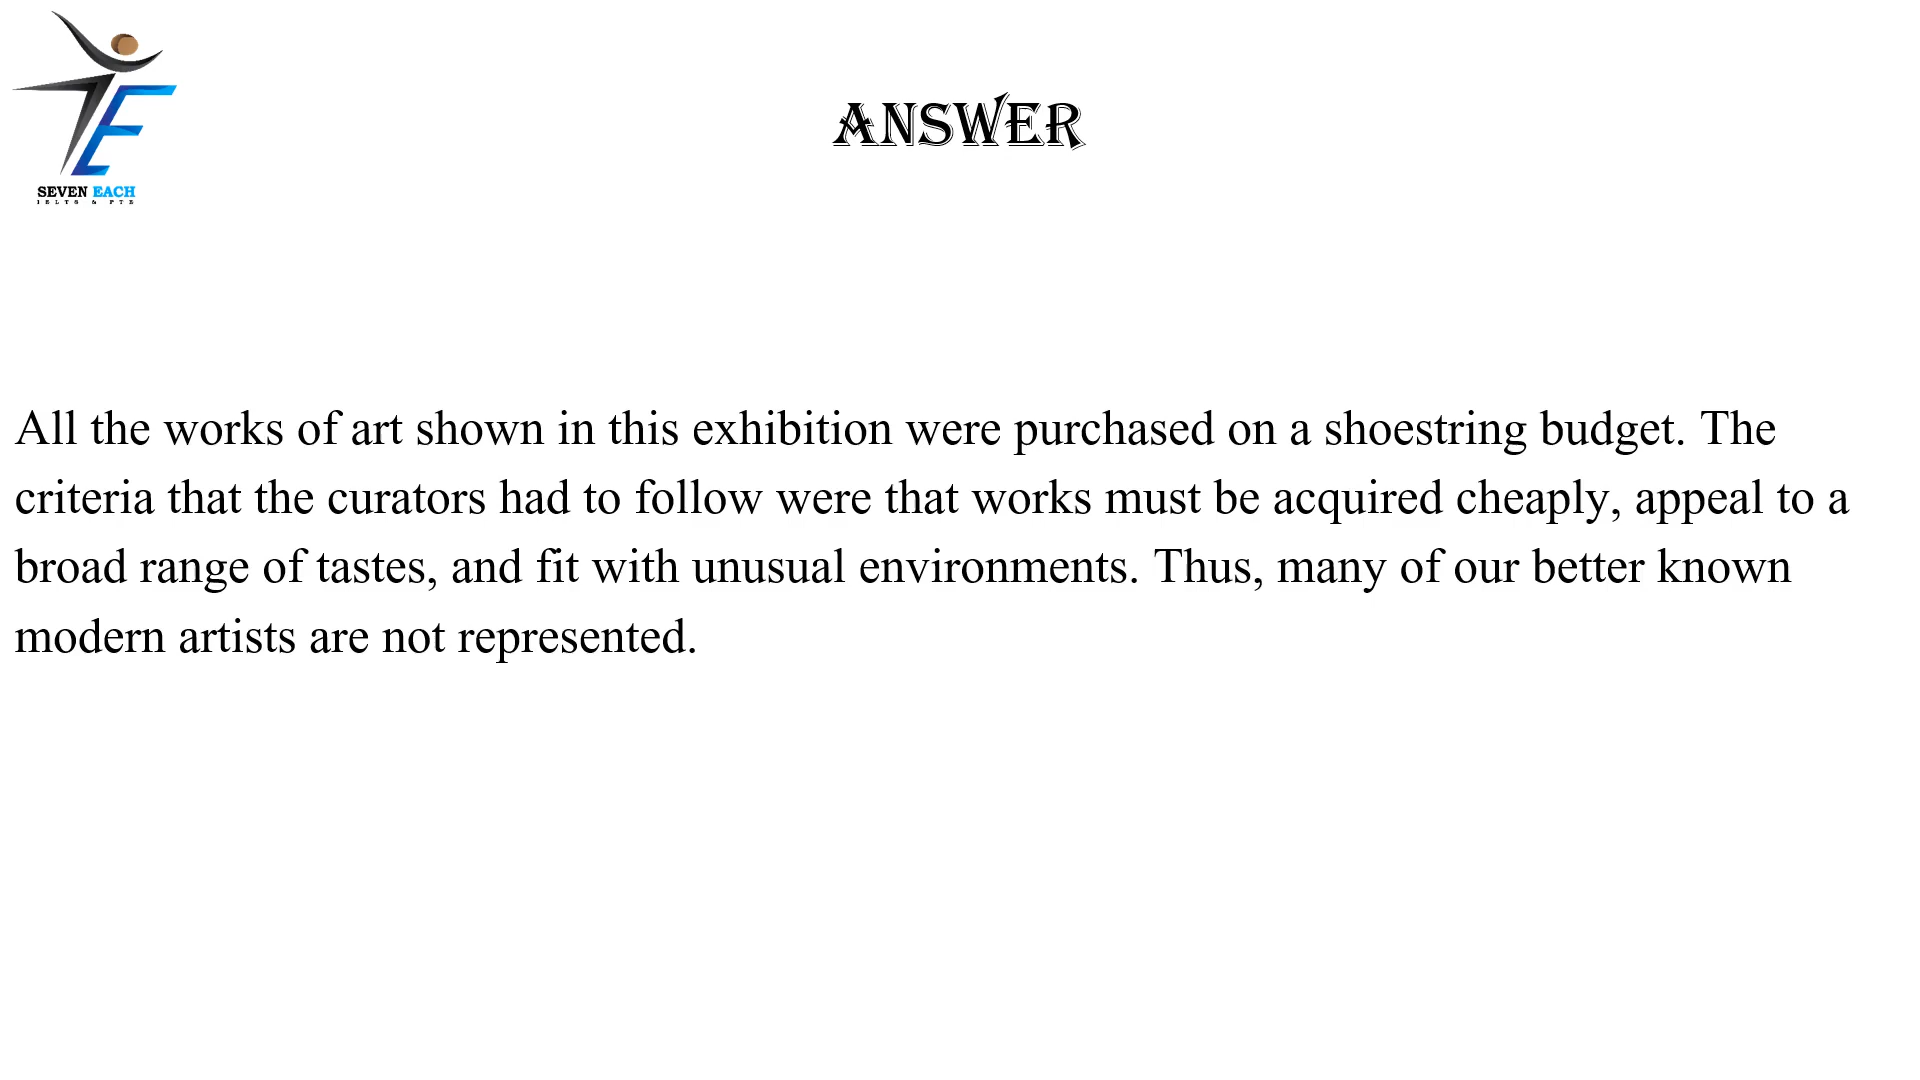 SEVEN EACH
IELTS & PTE
ANSWER
All the works of art shown in this exhibition were purchased on a shoestring budget. The
criteria that the curators had to follow were that works must be acquired cheaply, appeal to a
broad range of tastes, and fit with unusual environments. Thus, many of our better known
modern artists are not represented.